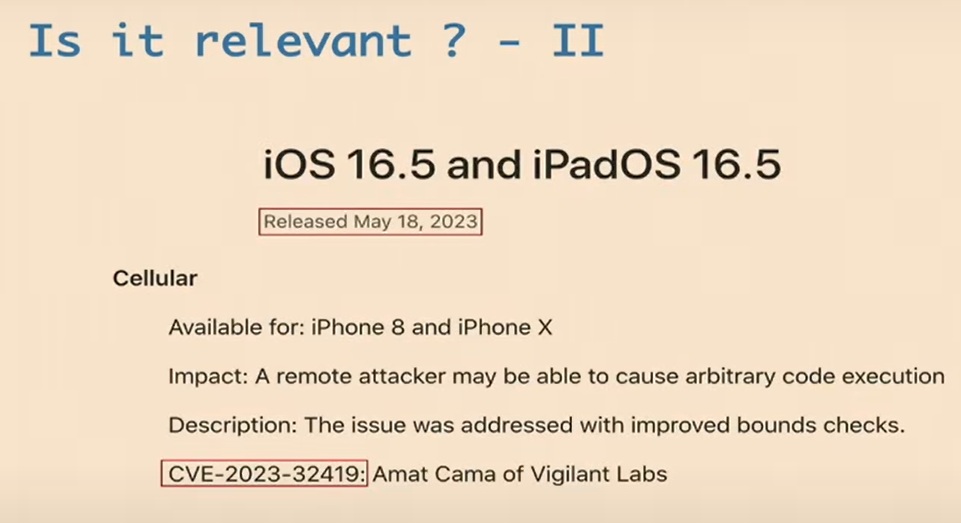 Is it relevant ? - II
iOS 16.5 and iPadOS 16.5
Released May 18, 2023
Cellular
Available for: iPhone 8 and iPhone X
Impact: A remote attacker may be able to cause arbitrary code execution
Description: The issue was addressed with improved bounds checks.
CVE-2023-32419: Amat Cama of Vigilant Labs